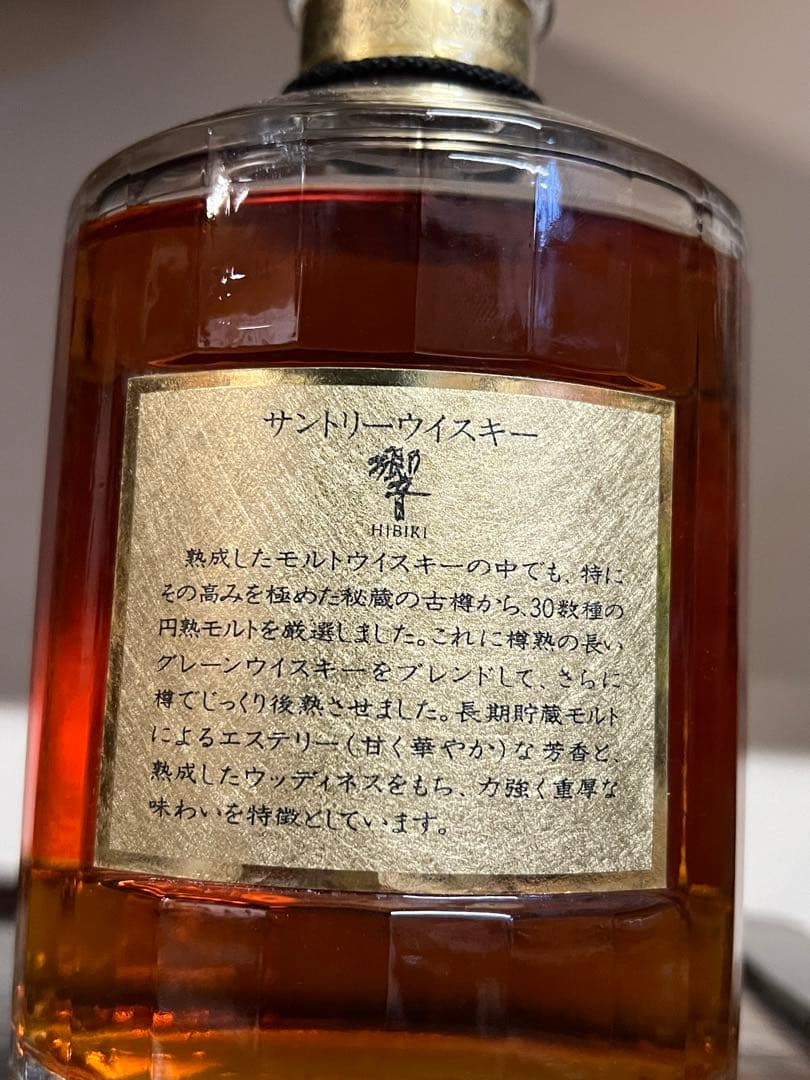 サントリーウイスキー
響
HIBIKI
熟成したモルトウイスキーの中でも、特に
その高みを極めた秘蔵の古樽から、30数種の
円熟モルトを厳選しました。これに樽熟の長い
グレーンウイスキーをブレンドして、さらに
樽でじっくり後熟させました。長期貯蔵モルト
によるエステリー(甘く華やか)な芳香と、
熟成したウッディネスをもち、力強く重厚な
味わいを特徴としています。